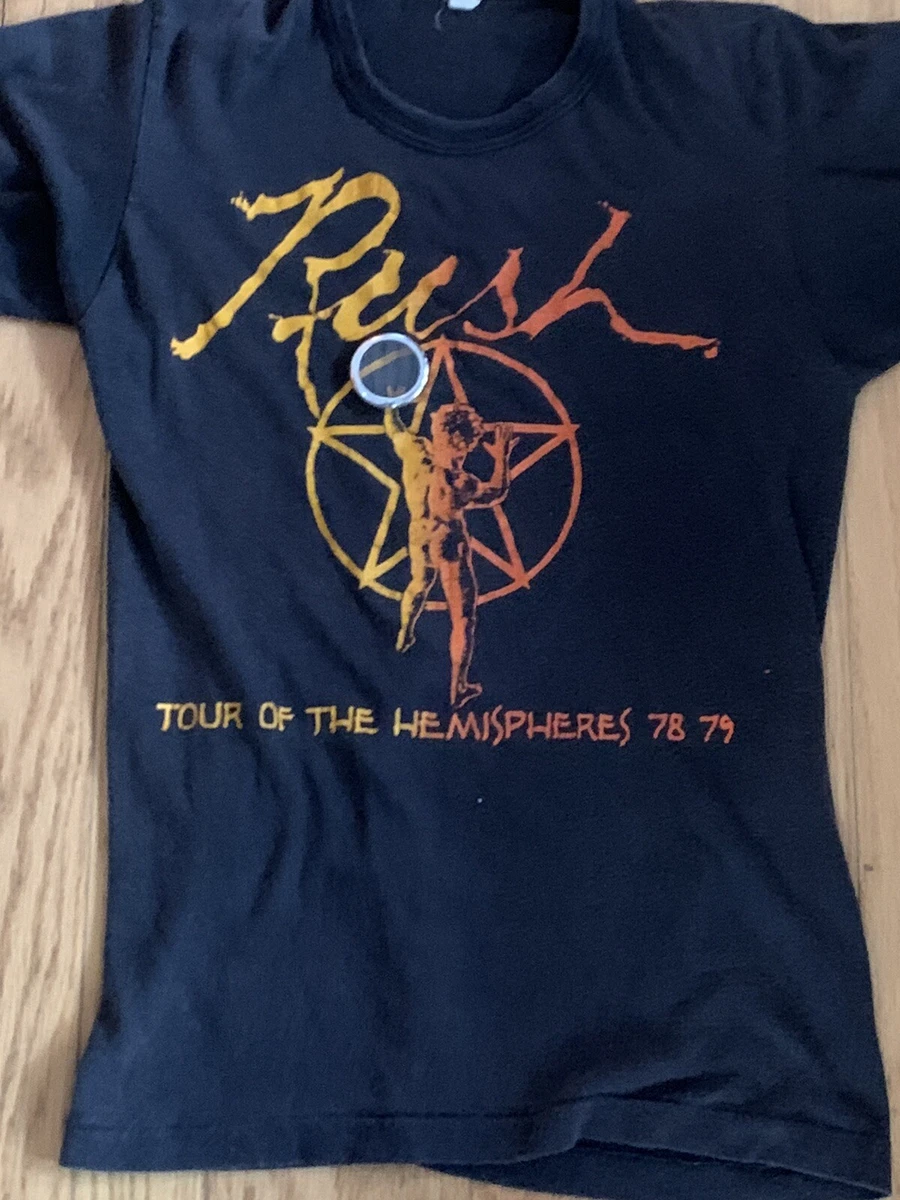 Rush
TOUR OF THE HEMISPHERES 78 79